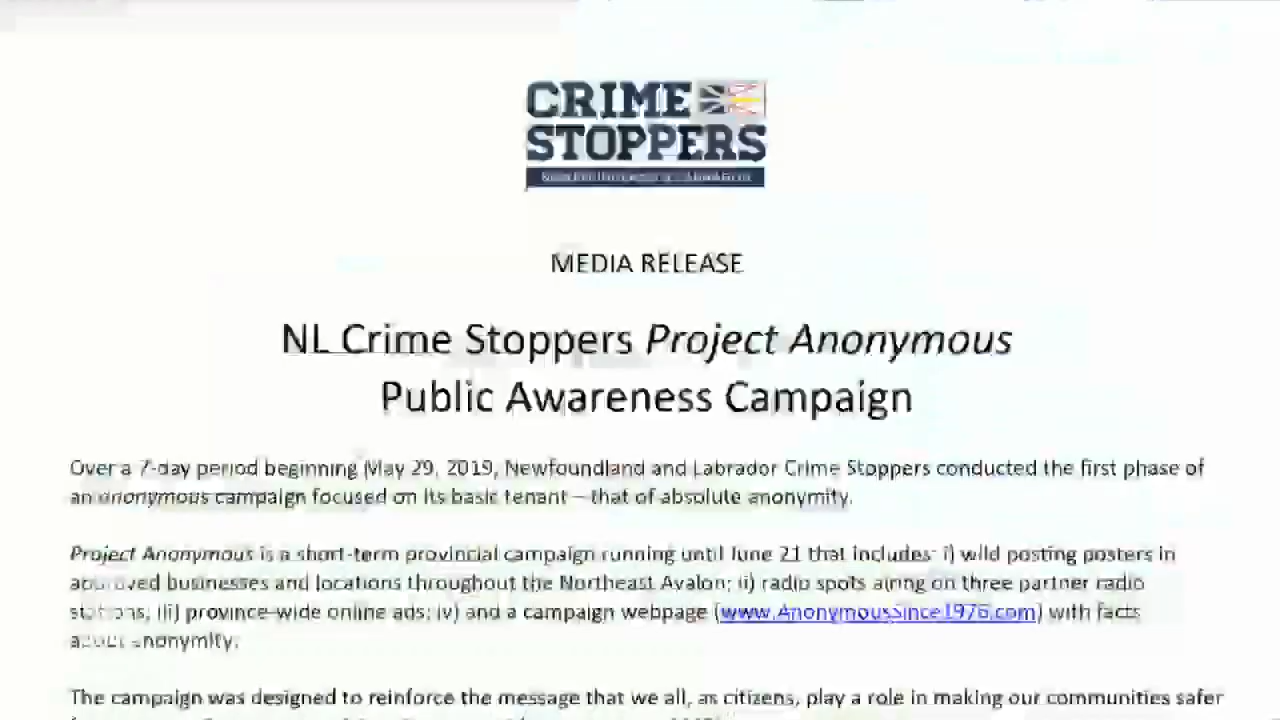 CRIME
STOPPERS
MEDIA RELEASE
NL Crime Stoppers Project Anonymous
Public Awareness Campaign
Over a 7-day period beginning May 29, 2019, Newfoundland and Labrador Crime Stoppers conducted the first phase of
an anonymous campaign focused on its basic tenant – that of absolute anonymity.
Project Anonymous is a short-term provincial campaign running until June 21 that includes: i) wild posting posters in
approved businesses and locations throughout the Northeast Avalon; ii) radio spots airing on three partner radio
stations; iii) province-wide online ads; iv) and a campaign webpage (www.AnonymousSince1976.com) with facts
about anonymity.
The campaign was designed to reinforce the message that we all, as citizens, play a role in making our communities safer